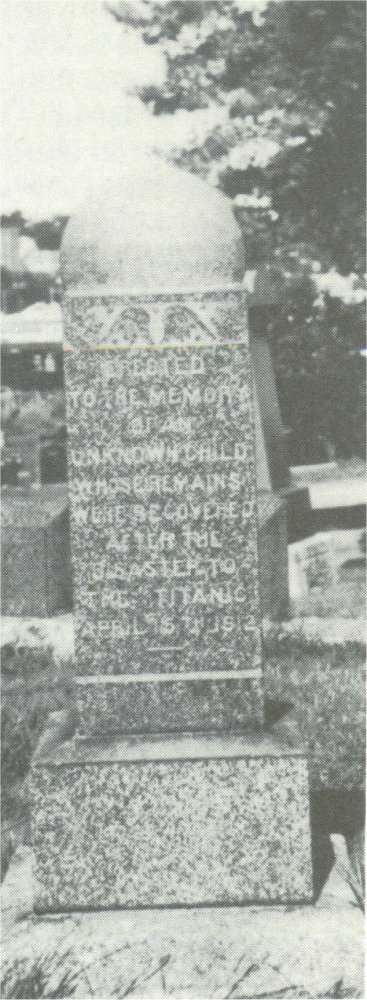 ERECTED
TO THE MEMORY
OF AN
UNKNOWN CHILD
WHOSE REMAINS
WERE RECOVERED
AFTER THE
DISASTER TO
THE "TITANIC"
APRIL 15TH 1912